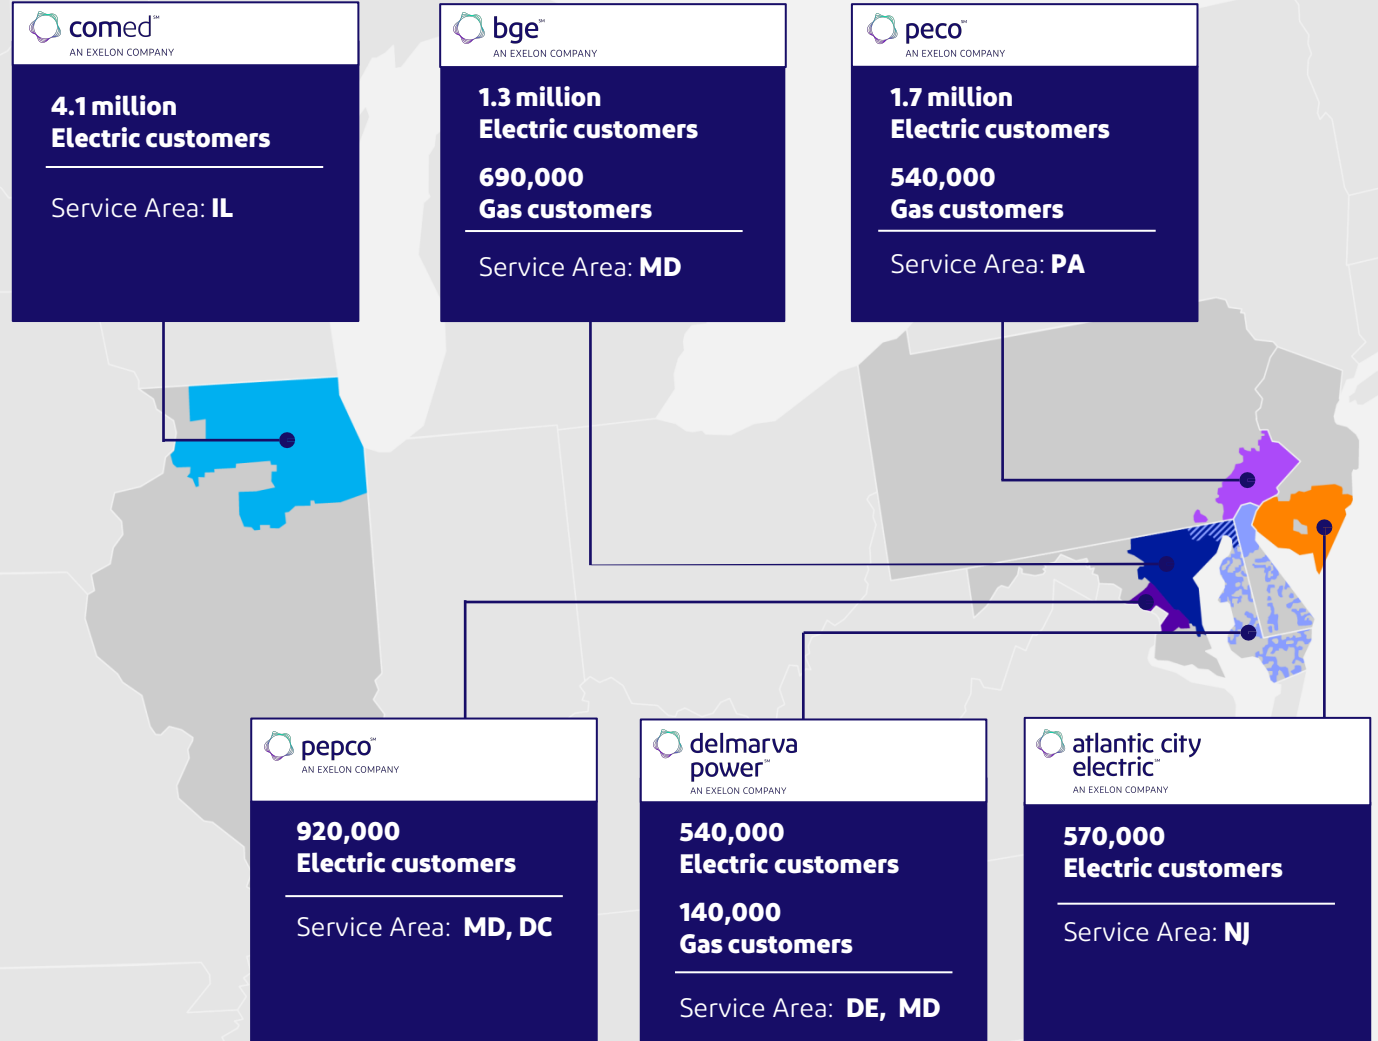 comed℠
AN EXELON COMPANY
4.1 million
Electric customers
Service Area: IL
bge℠
AN EXELON COMPANY
1.3 million
Electric customers
690,000
Gas customers
Service Area: MD
peco℠
AN EXELON COMPANY
1.7 million
Electric customers
540,000
Gas customers
Service Area: PA
pepco℠
AN EXELON COMPANY
920,000
Electric customers
Service Area: MD, DC
delmarva
power℠
AN EXELON COMPANY
540,000
Electric customers
140,000
Gas customers
Service Area: DE, MD
atlantic city
electric℠
AN EXELON COMPANY
570,000
Electric customers
Service Area: NJ